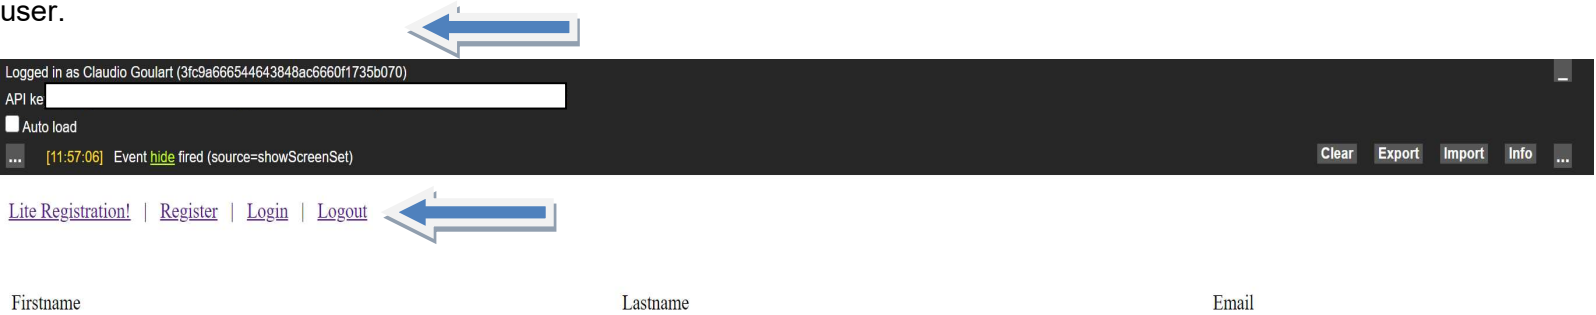 user.
Logged in as Claudio Goulart (3fc9a666544643848ac6660f1735b070) _
API ke
Auto load
... [11:57:06] Event hide fired (source=showScreenSet) Clear Export Import Info ...
Lite Registration! | Register | Login | Logout
Firstname Lastname Email